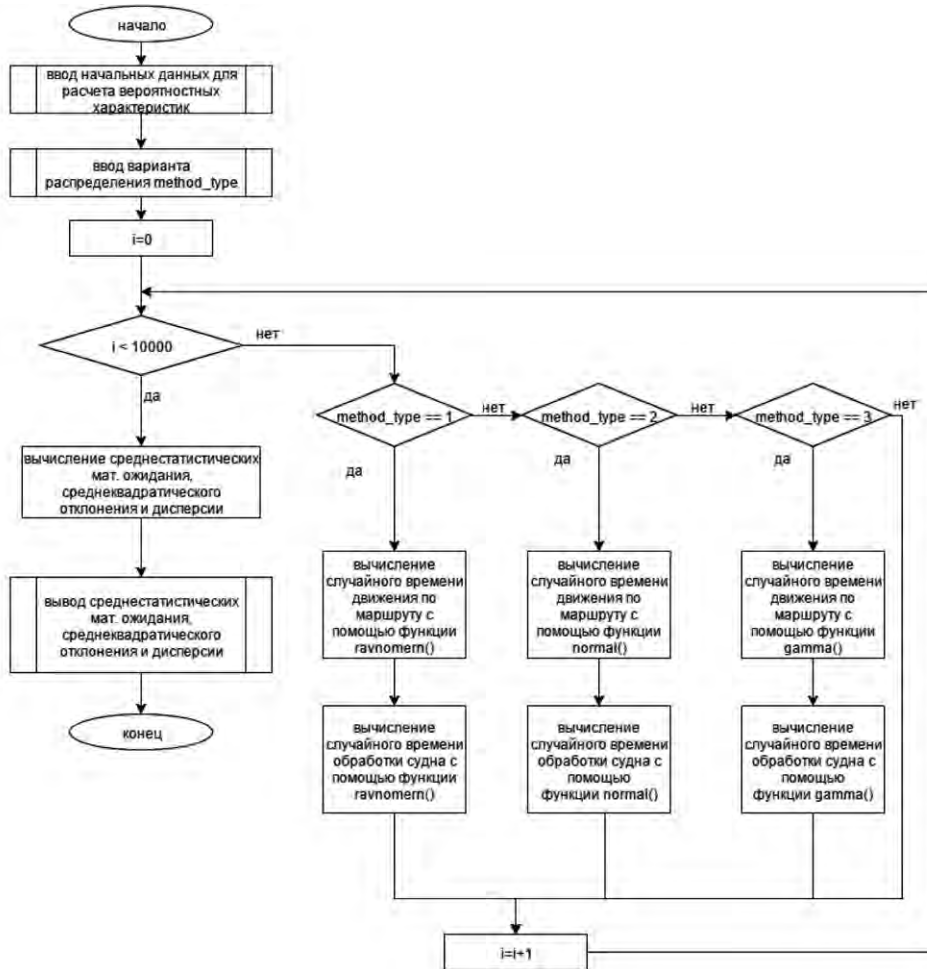 начало
ввод начальных данных для
расчета вероятностных
характеристик
ввод варианта
распределения method_type
i=0
i < 10000
нет
да
method_type == 1
нет
method_type == 2
нет
method_type == 3
нет
да
да
да
вычисление среднестатистических
мат. ожидания,
среднеквадратического
отклонения и дисперсии
вывод среднестатистических
мат. ожидания,
среднеквадратического
отклонения и дисперсии
конец
вычисление
случайного времени
движения по
маршруту с
помощью функции
ravnomern()
вычисление
случайного времени
движения по
маршруту с
помощью функции
normal()
вычисление
случайного времени
движения по
маршруту с
помощью функции
gamma()
вычисление
случайного времени
обработки судна с
помощью функции
ravnomern()
вычисление
случайного времени
обработки судна с
помощью
функции normal()
вычисление
случайного времени
обработки судна с
помощью
функции gamma()
i=i+1